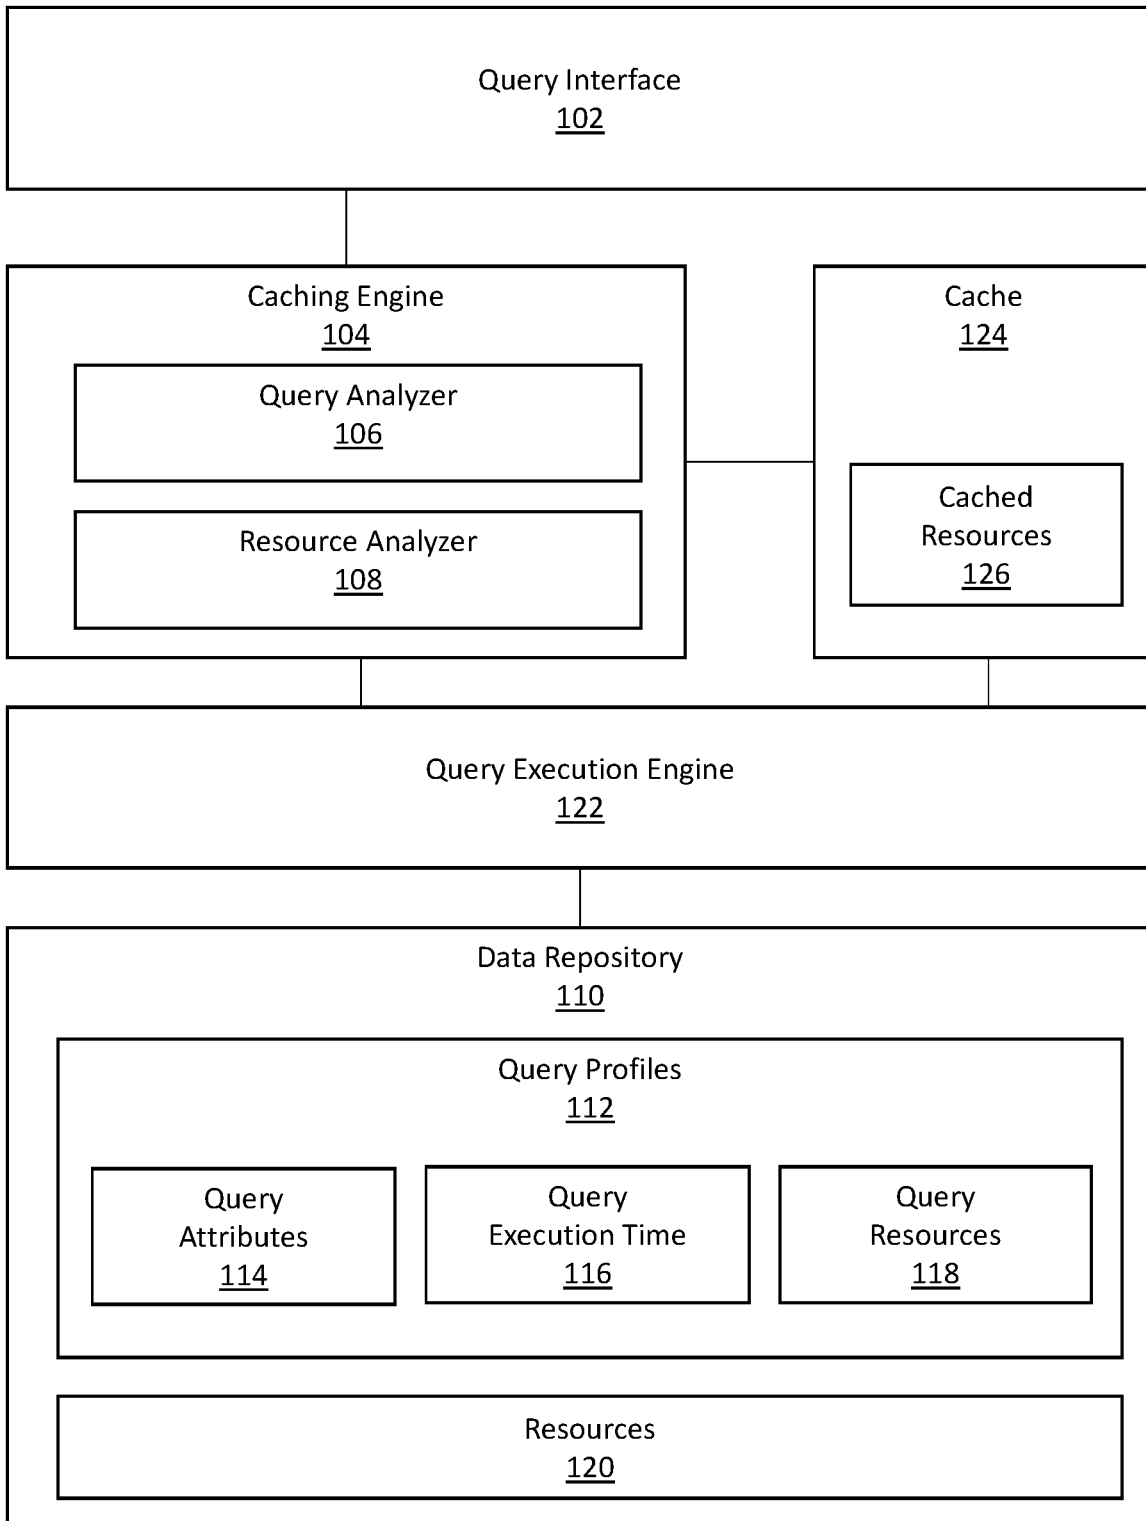 Query Interface
102
Caching Engine
104
Query Analyzer
106
Resource Analyzer
108
Cache
124
Cached
Resources
126
Query Execution Engine
122
Data Repository
110
Query Profiles
112
Query
Attributes
114
Query
Execution Time
116
Query
Resources
118
Resources
120